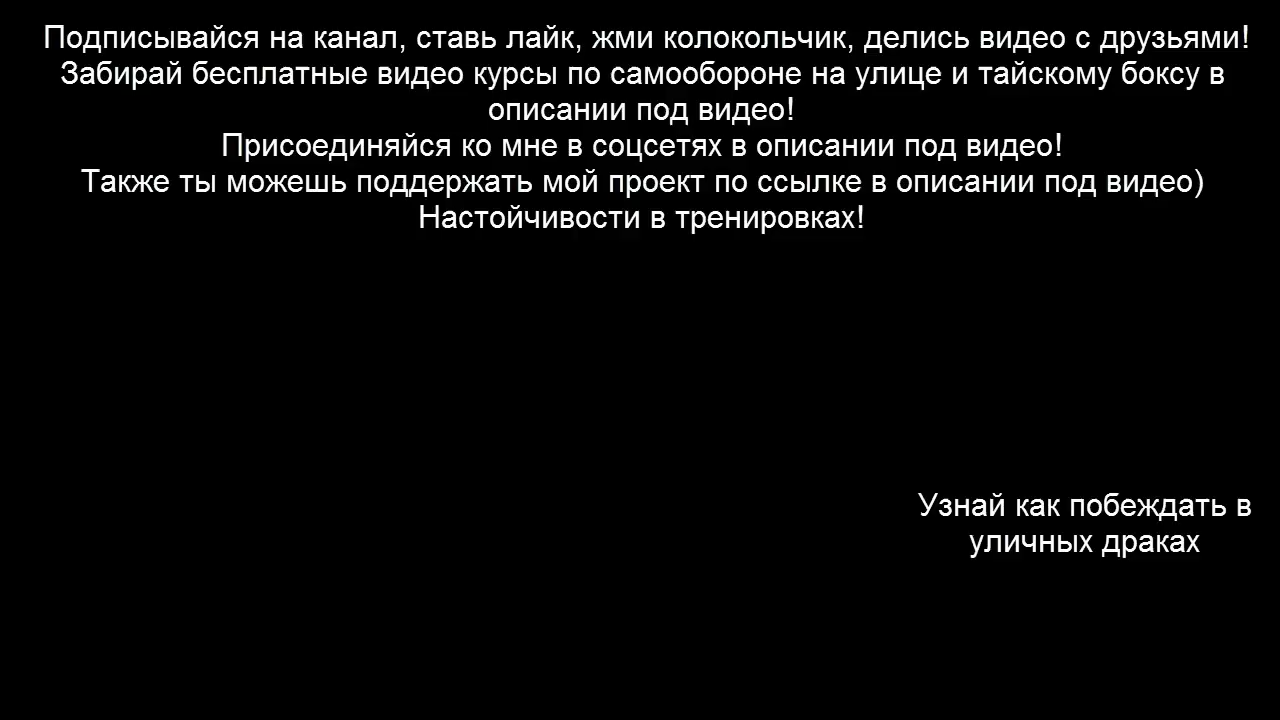 Подписывайся на канал, ставь лайк, жми колокольчик, делись видео с друзьями!
Забирай бесплатные видео курсы по самообороне на улице и тайскому боксу в
описании под видео!
Присоединяйся ко мне в соцсетях в описании под видео!
Также ты можешь поддержать мой проект по ссылке в описании под видео)
Настойчивости в тренировках!
Узнай как побеждать в
уличных драках